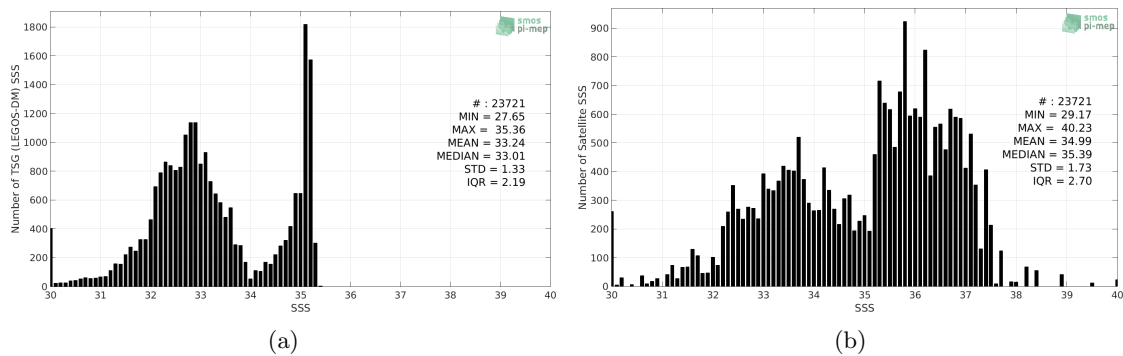 Number of TSG (LEGOS-DM) SSS
1800
1600
1400
1200
1000
800
600
400
200
0
30
31
32
33
34
35
36
37
38
39
40
SSS
smos
pi-mep
# : 23721
MIN = 27.65
MAX = 35.36
MEAN = 33.24
MEDIAN = 33.01
STD = 1.33
IQR = 2.19
(a)
Number of Satellite SSS
900
800
700
600
500
400
300
200
100
0
30
31
32
33
34
35
36
37
38
39
40
SSS
smos
pi-mep
# : 23721
MIN = 29.17
MAX = 40.23
MEAN = 34.99
MEDIAN = 35.39
STD = 1.73
IQR = 2.70
(b)